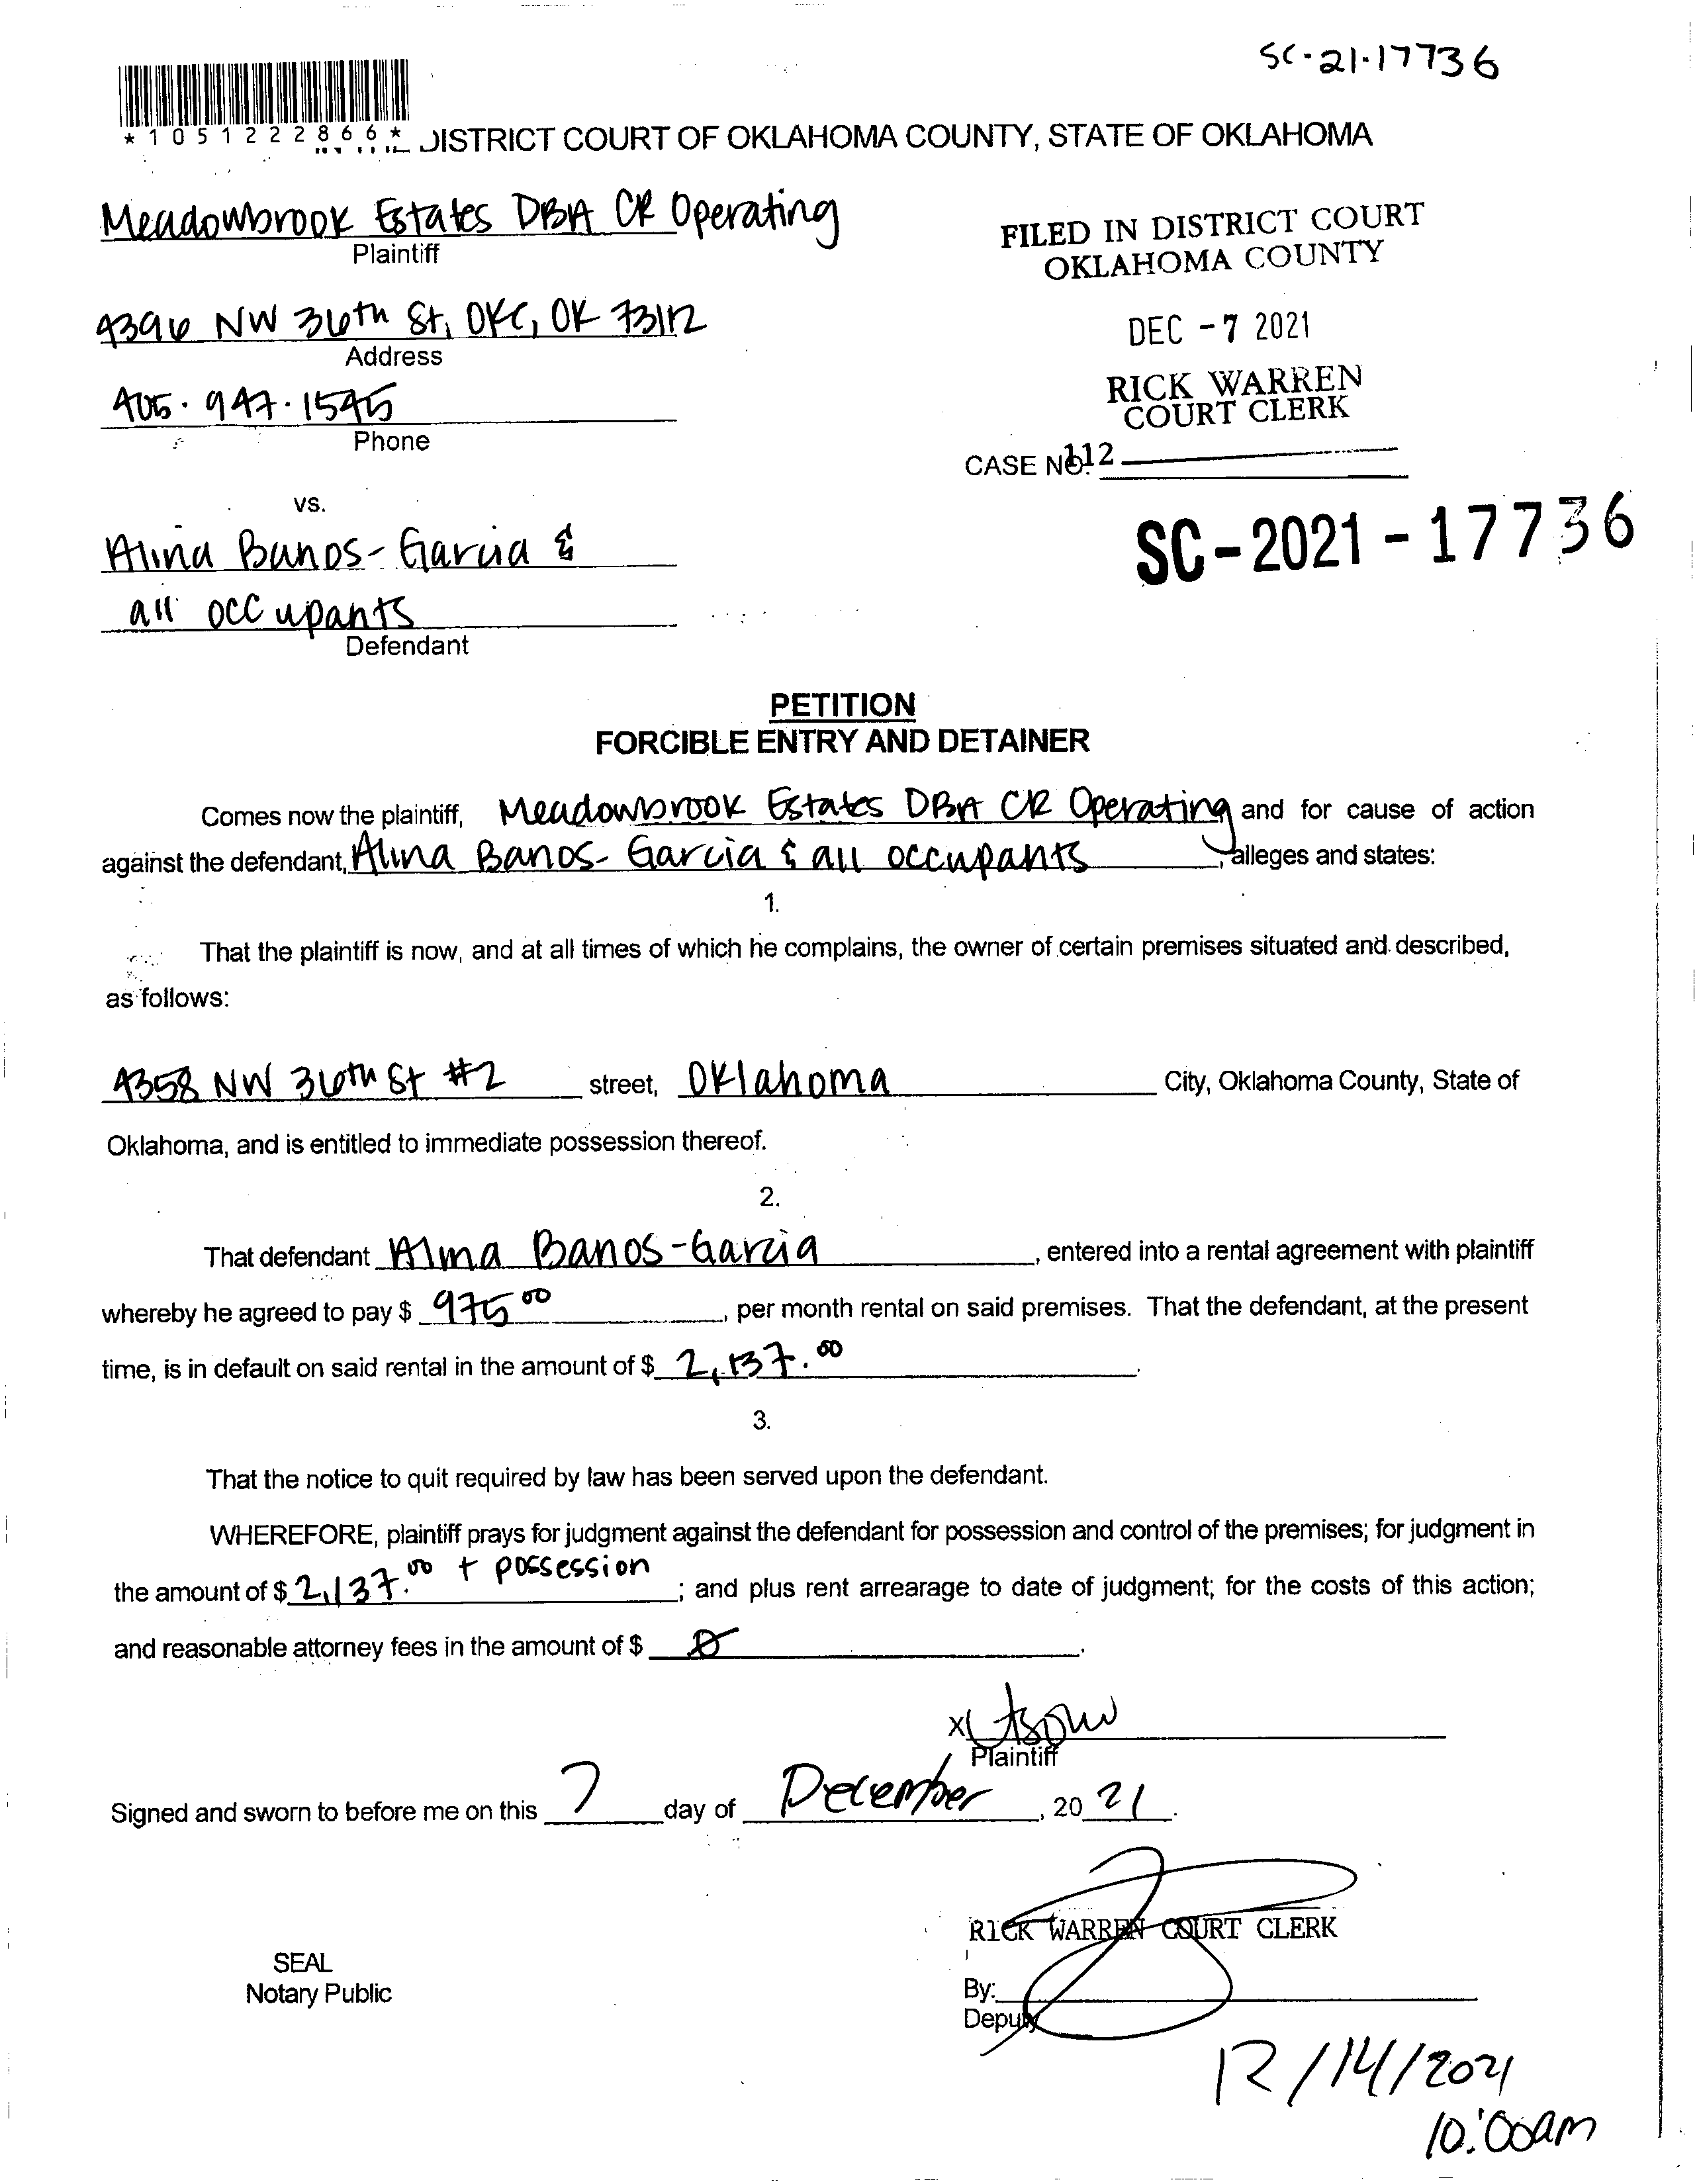 SC-21-17736
*1051222866*
DISTRICT COURT OF OKLAHOMA COUNTY, STATE OF OKLAHOMA
Meadowbrook Estates DBA CR Operating
Plaintiff
FILED IN DISTRICT COURT
OKLAHOMA COUNTY
4396 NW 36th St, OKC, OK 73112
Address
DEC -7 2021
405-947-1545
Phone
RICK WARREN
COURT CLERK
CASE NO.
112
vs.
SC-2021-17736
Alina Banos-Garcia &
all occupants
Defendant
PETITION
FORCIBLE ENTRY AND DETAINER
Comes now the plaintiff, Meadowbrook Estates DBA CR Operating and for cause of action
against the defendant, Alina Banos-Garcia & all occupants, alleges and states:
1.
That the plaintiff is now, and at all times of which he complains, the owner of certain premises situated and described,
as follows:
4358 NW 36th St #2 street, Oklahoma City, Oklahoma County, State of
Oklahoma, and is entitled to immediate possession thereof.
2.
That defendant Alina Banos-Garcia, entered into a rental agreement with plaintiff
whereby he agreed to pay $ 975.00, per month rental on said premises. That the defendant, at the present
time, is in default on said rental in the amount of $ 2,137.00.
3.
That the notice to quit required by law has been served upon the defendant.
WHEREFORE, plaintiff prays for judgment against the defendant for possession and control of the premises; for judgment in
the amount of $ 2,137.00 + possession; and plus rent arrearage to date of judgment; for the costs of this action;
and reasonable attorney fees in the amount of $ 0.
X
Plaintiff
Signed and sworn to before me on this 7 day of December, 2021.
RICK WARREN COURT CLERK
SEAL
Notary Public
By:
Deputy
12/14/2021
10:00am